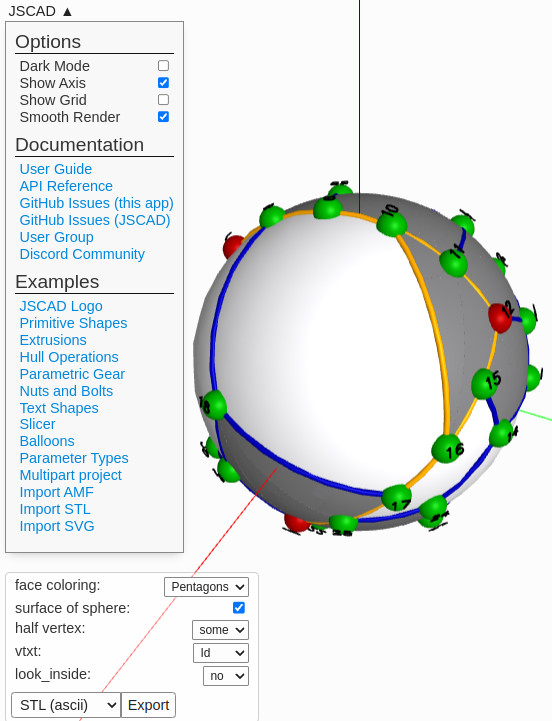 JSCAD ▲
Options
Dark Mode
Show Axis
Show Grid
Smooth Render
Documentation
User Guide
API Reference
GitHub Issues (this app)
GitHub Issues (JSCAD)
User Group
Discord Community
Examples
JSCAD Logo
Primitive Shapes
Extrusions
Hull Operations
Parametric Gear
Nuts and Bolts
Text Shapes
Slicer
Balloons
Parameter Types
Multipart project
Import AMF
Import STL
Import SVG
face coloring: Pentagons
surface of sphere:
half vertex: some
vtxt: Id
look_inside: no
STL (ascii) Export
10
11
12
15
16
17
18
14